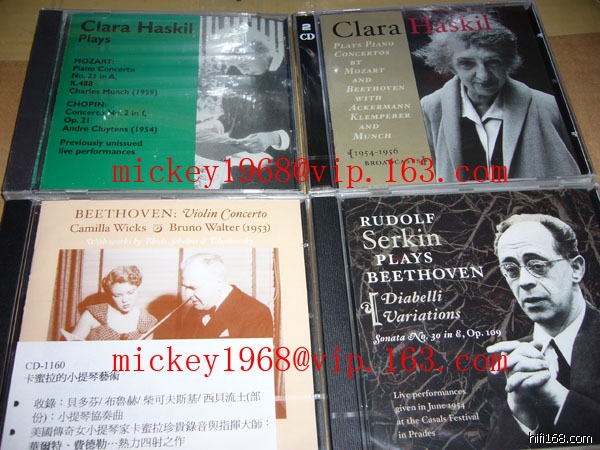 Clara Haskil
Plays
MOZART:
Piano Concerto
No. 23 in A,
K.488
Charles Munch (1959)
CHOPIN:
Concerto No. 2 in f,
Op. 21
Andre Cluytens (1954)
Previously unissued
live performances
2
CD
Clara Haskil
PLAYS PIANO
CONCERTOS
BY
MOZART
AND
BEETHOVEN
WITH
ACKERMANN
KLEMPERER
AND
MUNCH
1954-1956
BROADCASTS
mickey1968@vip.163.com
BEETHOVEN: Violin Concerto
Camilla Wicks Bruno Walter (1953)
With works by Bloch, Sibelius & Tchaikovsky
RUDOLF
Serkin
PLAYS
BEETHOVEN
Diabelli
Variations
Sonata No. 30 in E, Op. 109
Live performances
given in June 1954
at the Casals Festival
in Prades
mickey1968@vip.163.com
CD-1160
卡蜜拉的小提琴藝術
收錄：貝多芬/布魯赫/柴可夫斯基/西貝流士(部
份)：小提琴協奏曲
美國傳奇女小提琴家卡蜜拉珍貴錄音與指揮大師：
華爾特、費德勒…熱力四射之作
hifi168.com